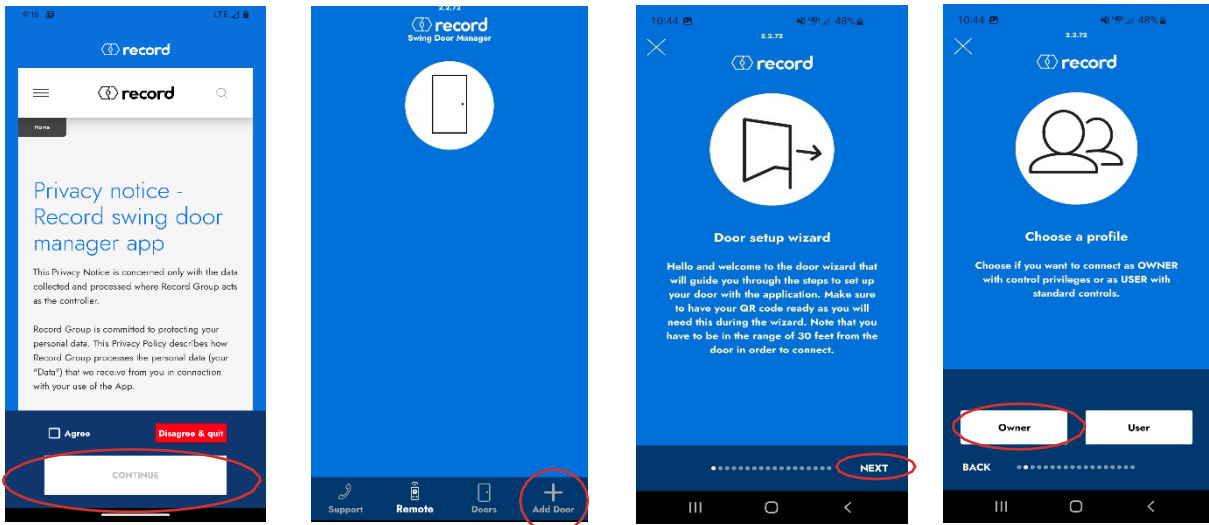 9:15
LTE
record
record
Home
Privacy notice -
Record swing door
manager app
This Privacy Notice is concerned only with the data
collected and processed where Record Group acts
as the controller.
Record Group is committed to protecting your
personal data. This Privacy Policy describes how
Record Group processes the personal data (your
"Data") that we receive from you in connection
with your use of the App.
Agree
Disagree & quit
CONTINUE
2.2.72
record
Swing Door Manager
Support
Remote
Doors
Add Door
10:44
48%
2.2.72
record
Door setup wizard
Hello and welcome to the door wizard that
will guide you through the steps to set up
your door with the application. Make sure
to have your QR code ready as you will
need this during the wizard. Note that you
have to be in the range of 30 feet from the
door in order to connect.
NEXT
10:44
48%
2.2.72
record
Choose a profile
Choose if you want to connect as OWNER
with control privileges or as USER with
standard controls.
Owner
User
BACK